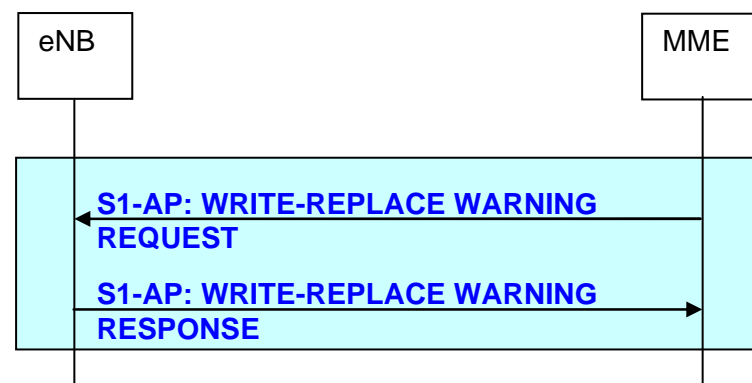 eNB
MME
S1-AP: WRITE-REPLACE WARNING
REQUEST
S1-AP: WRITE-REPLACE WARNING
RESPONSE